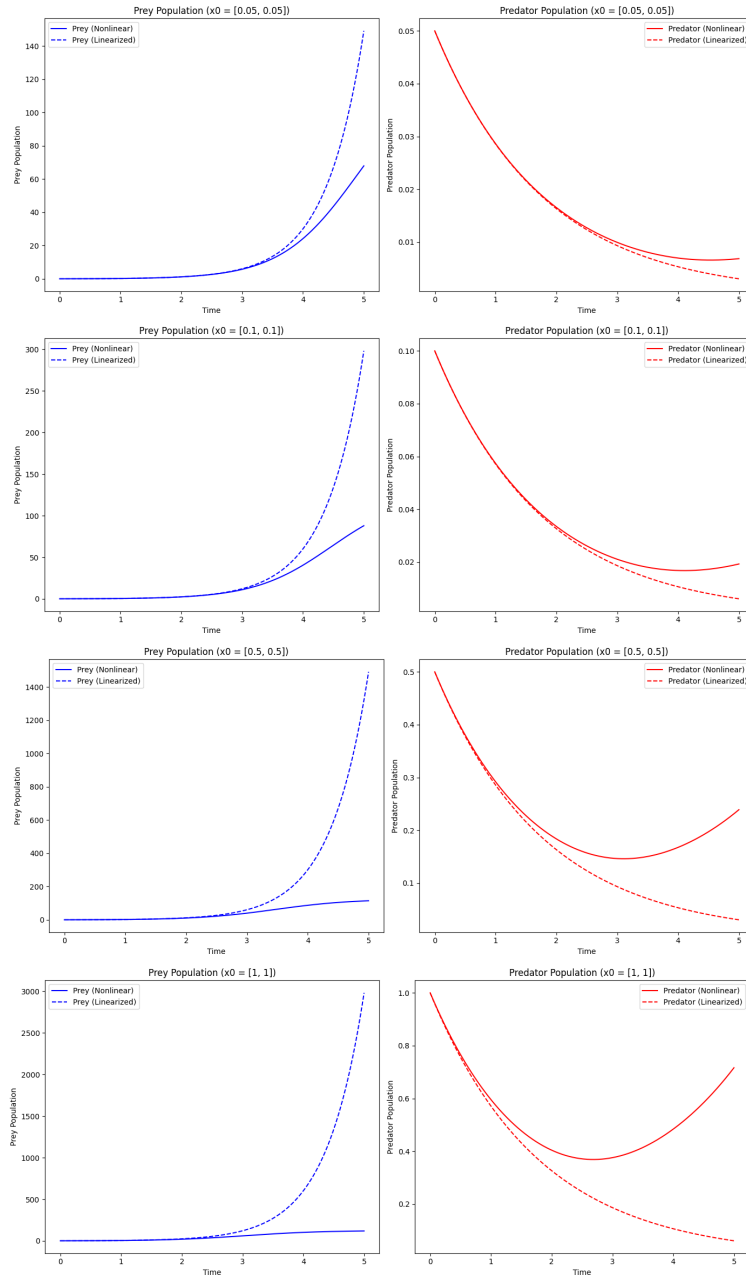 Prey Population (x0 = [0.05, 0.05])
Prey (Nonlinear)
Prey (Linearized)
Prey Population
140
120
100
80
60
40
20
0
0 1 2 3 4 5
Time
Predator Population (x0 = [0.05, 0.05])
Predator (Nonlinear)
Predator (Linearized)
Predator Population
0.05
0.04
0.03
0.02
0.01
0 1 2 3 4 5
Time
Prey Population (x0 = [0.1, 0.1])
Prey (Nonlinear)
Prey (Linearized)
Prey Population
300
250
200
150
100
50
0
0 1 2 3 4 5
Time
Predator Population (x0 = [0.1, 0.1])
Predator (Nonlinear)
Predator (Linearized)
Predator Population
0.10
0.08
0.06
0.04
0.02
0 1 2 3 4 5
Time
Prey Population (x0 = [0.5, 0.5])
Prey (Nonlinear)
Prey (Linearized)
Prey Population
1400
1200
1000
800
600
400
200
0
0 1 2 3 4 5
Time
Predator Population (x0 = [0.5, 0.5])
Predator (Nonlinear)
Predator (Linearized)
Predator Population
0.5
0.4
0.3
0.2
0.1
0 1 2 3 4 5
Time
Prey Population (x0 = [1, 1])
Prey (Nonlinear)
Prey (Linearized)
Prey Population
3000
2500
2000
1500
1000
500
0
0 1 2 3 4 5
Time
Predator Population (x0 = [1, 1])
Predator (Nonlinear)
Predator (Linearized)
Predator Population
1.0
0.8
0.6
0.4
0.2
0 1 2 3 4 5
Time